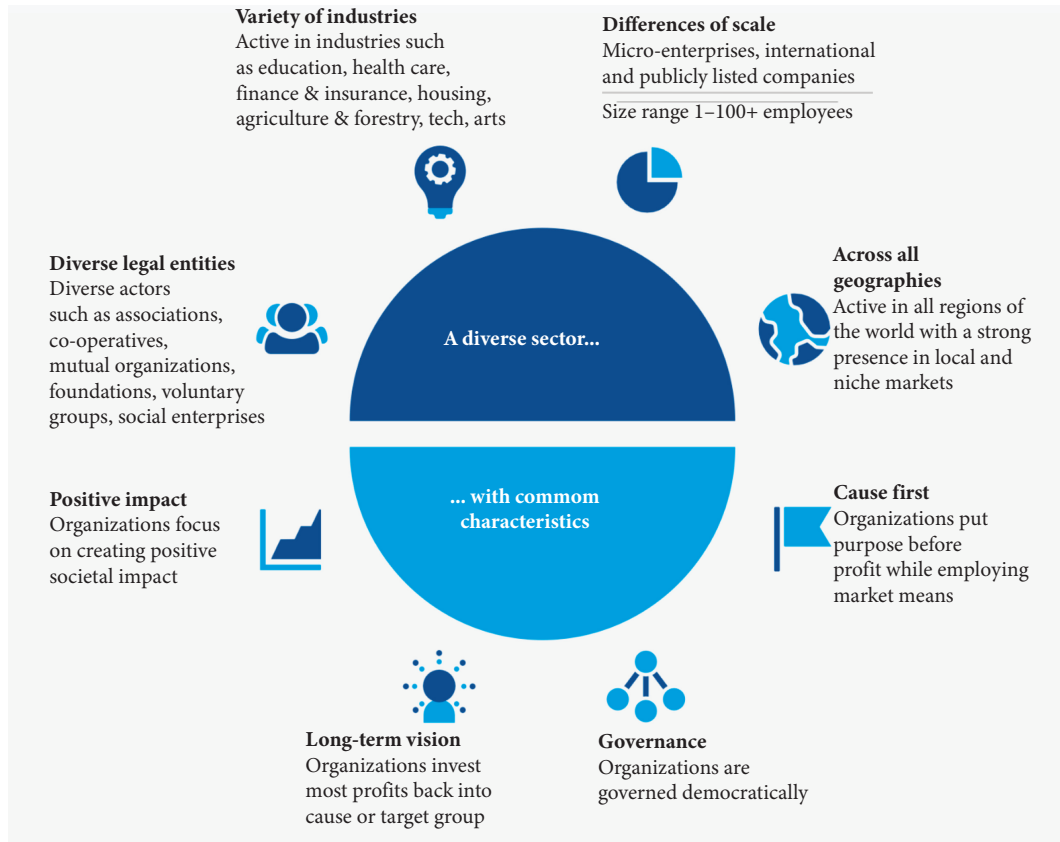 Variety of industries
Active in industries such
as education, health care,
finance & insurance, housing,
agriculture & forestry, tech, arts
Differences of scale
Micro-enterprises, international
and publicly listed companies
Size range 1–100+ employees
Diverse legal entities
Diverse actors
such as associations,
co-operatives,
mutual organizations,
foundations, voluntary
groups, social enterprises
A diverse sector...
Across all
geographies
Active in all regions of
the world with a strong
presence in local and
niche markets
Positive impact
Organizations focus
on creating positive
societal impact
... with commom
characteristics
Cause first
Organizations put
purpose before
profit while employing
market means
Long-term vision
Organizations invest
most profits back into
cause or target group
Governance
Organizations are
governed democratically